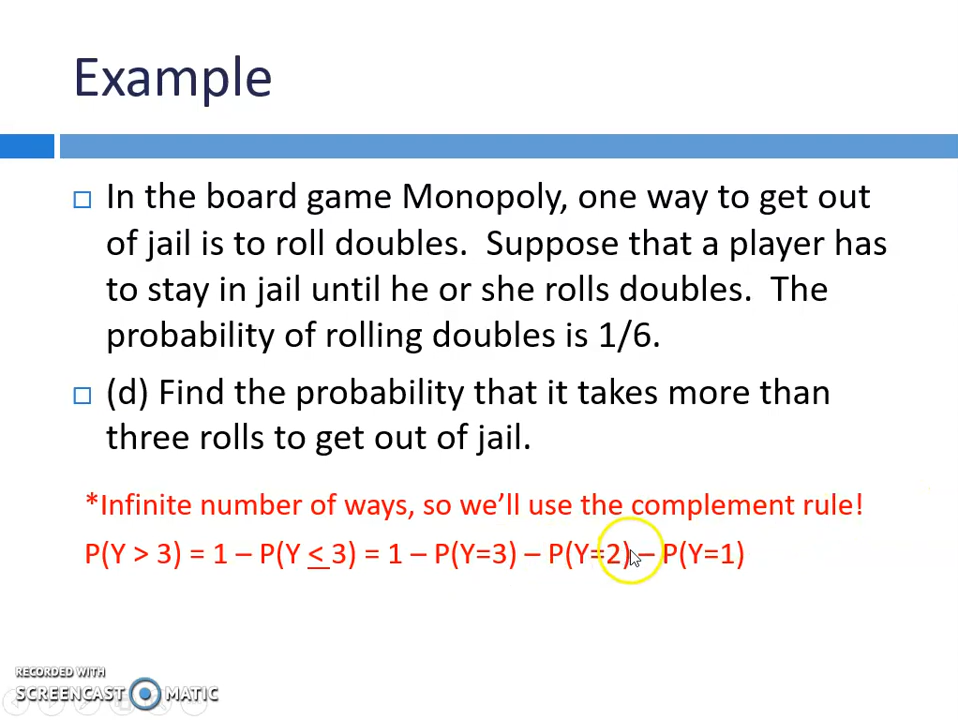 Example
In the board game Monopoly, one way to get out
of jail is to roll doubles. Suppose that a player has
to stay in jail until he or she rolls doubles. The
probability of rolling doubles is 1/6.
(d) Find the probability that it takes more than
three rolls to get out of jail.
*Infinite number of ways, so we'll use the complement rule!
P(Y > 3) = 1 – P(Y < 3) = 1 – P(Y=3) – P(Y=2) – P(Y=1)
RECORDED WITH
SCREENCAST MATIC